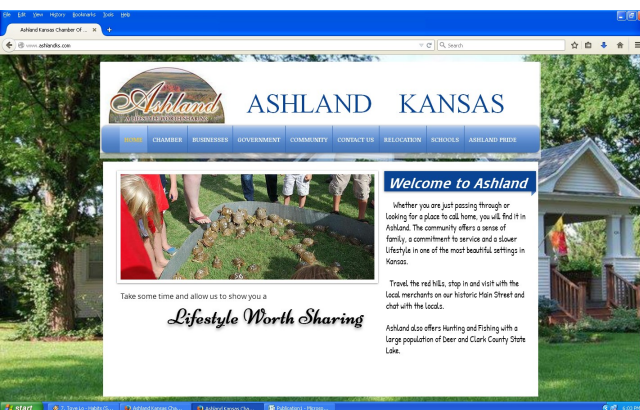 File Edit View History Bookmarks Tools Help
Ashland Kansas Chamber Of ... × +
www.ashlandks.com
Search
Ashland
A LIFESTYLE WORTH SHARING
ASHLAND KANSAS
HOME CHAMBER BUSINESSES GOVERNMENT COMMUNITY CONTACT US RELOCATION SCHOOLS ASHLAND PRIDE
Welcome to Ashland
Whether you are just passing through or
looking for a place to call home, you will find it in
Ashland. The community offers a sense of
family, a commitment to service and a slower
lifestyle in one of the most beautiful settings in
Kansas.
Travel the red hills, stop in and visit with the
local merchants on our historic Main Street and
chat with the locals.
Ashland also offers Hunting and Fishing with a
large population of Deer and Clark County State
Lake.
Take some time and allow us to show you a
Lifestyle Worth Sharing
start
Tove Lo - Habits (S...
Ashland Kansas Cha...
Ashland Kansas Cha...
Publication1 - Microso...